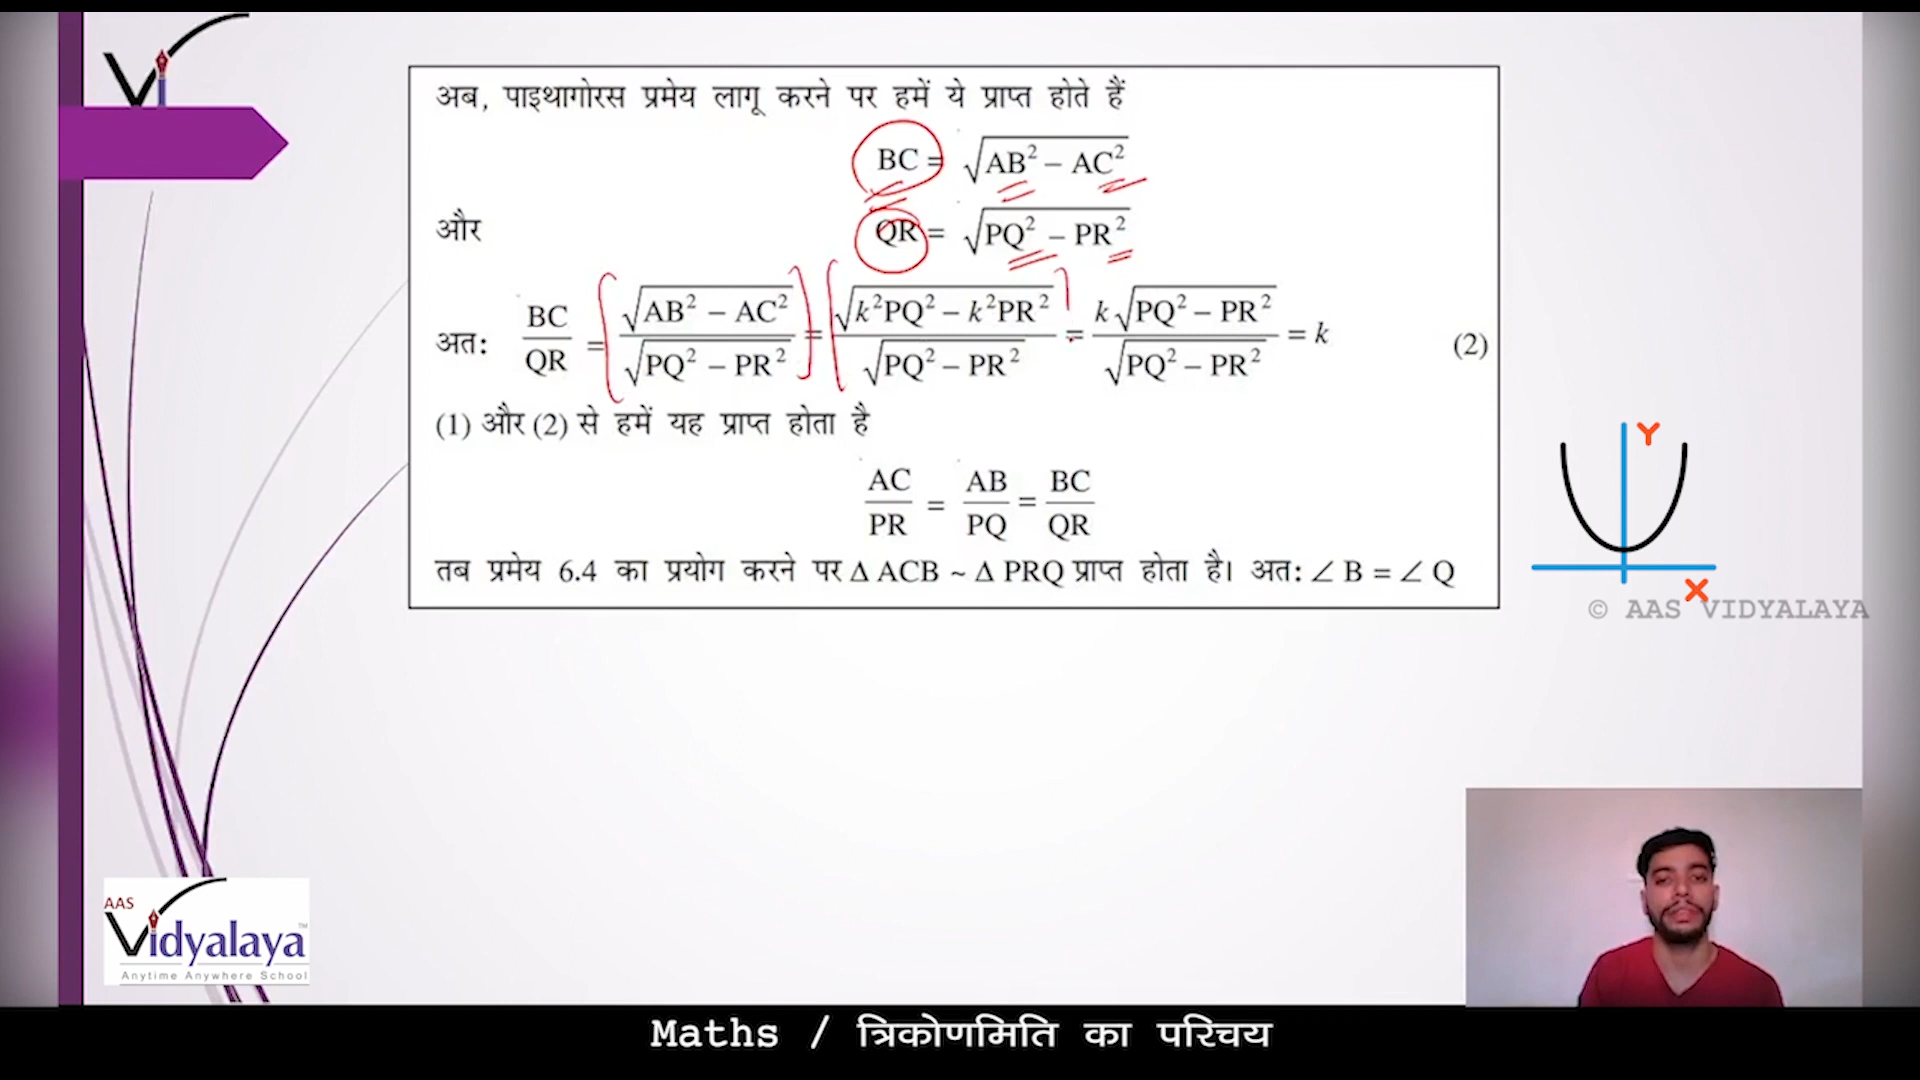 अब, पाइथागोरस प्रमेय लागू करने पर हमें ये प्राप्त होते हैं
BC = √(AB² – AC²)
और QR = √(PQ² – PR²)
अत: BC/QR = √(AB² – AC²)/√(PQ² – PR²) = √(k²PQ² – k²PR²)/√(PQ² – PR²) = k√(PQ² – PR²)/√(PQ² – PR²) = k (2)
(1) और (2) से हमें यह प्राप्त होता है
AC/PR = AB/PQ = BC/QR
तब प्रमेय 6.4 का प्रयोग करने पर Δ ACB ~ Δ PRQ प्राप्त होता है। अत: ∠ B = ∠ Q
Y
X
© AAS VIDYALAYA
AAS
Vidyalaya™
Anytime Anywhere School
Maths / त्रिकोणमिति का परिचय